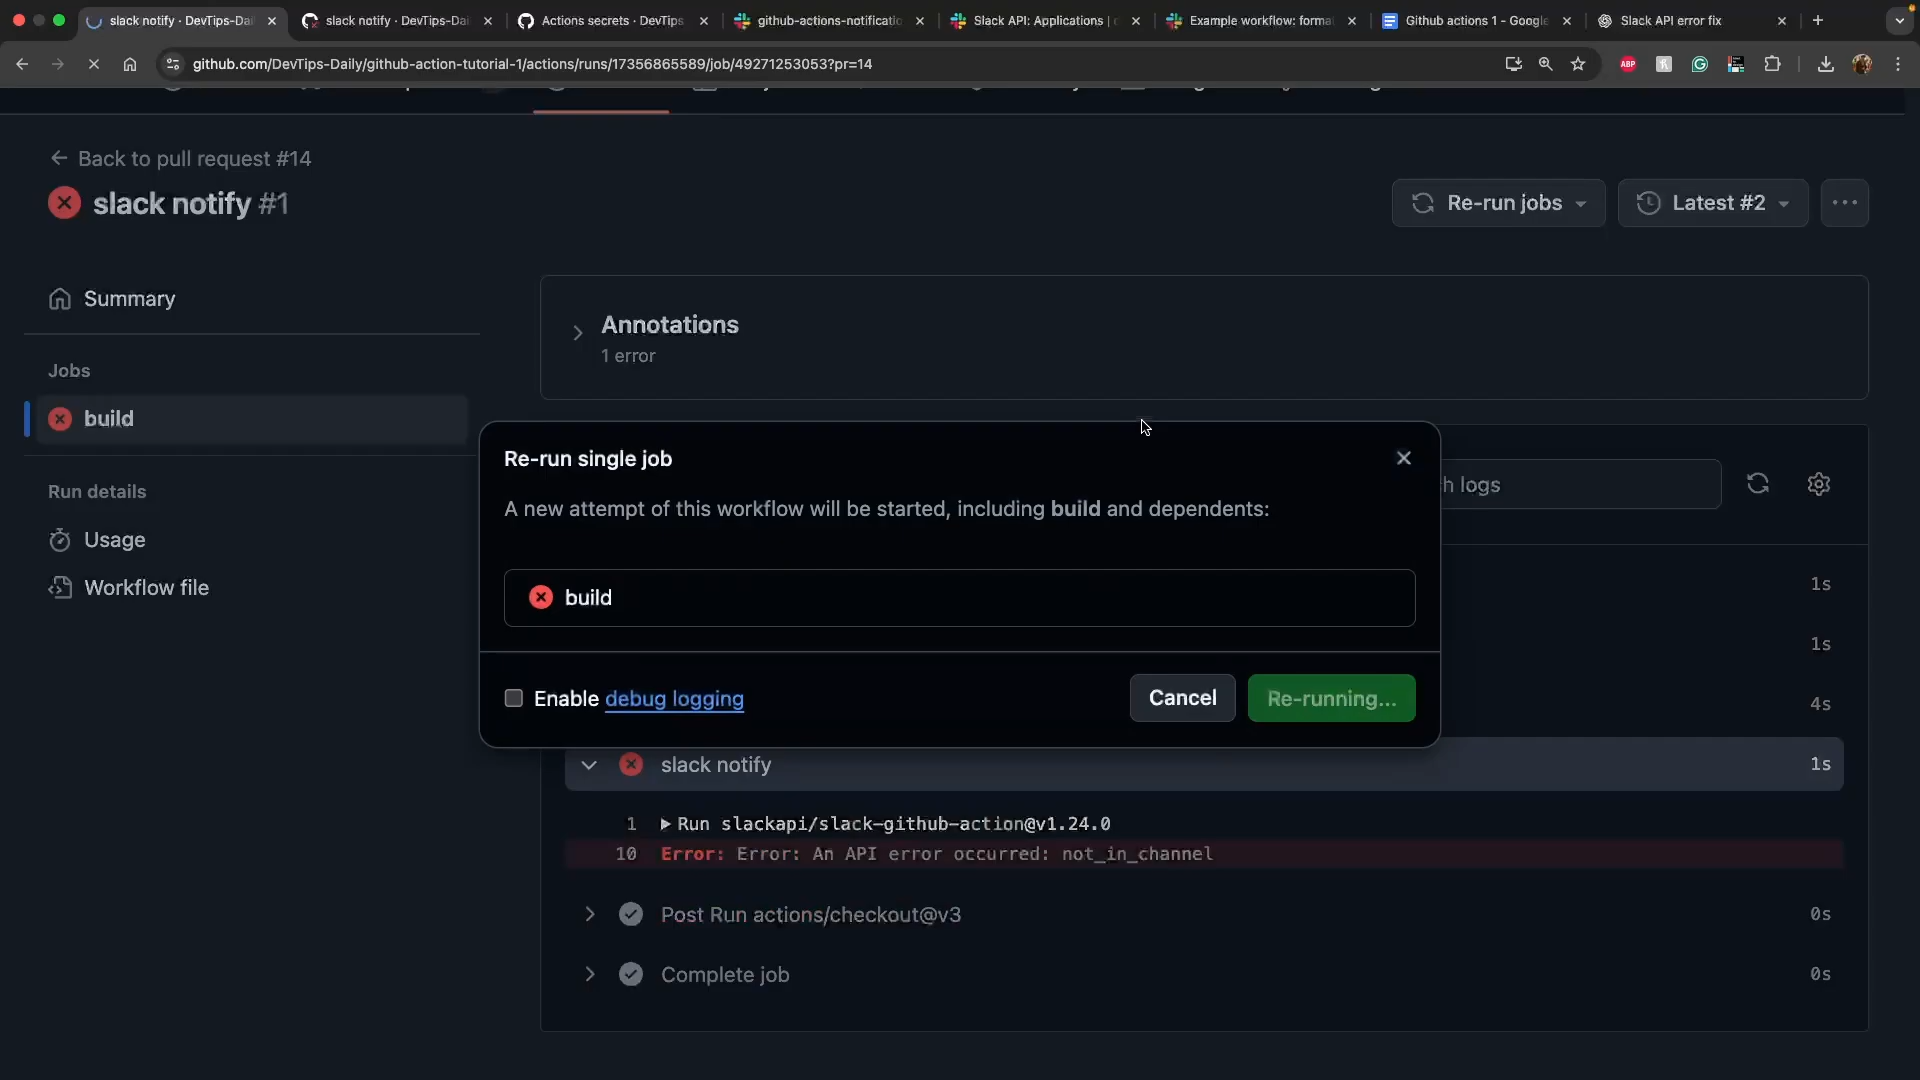 slack notify · DevTips-Dai
slack notify · DevTips-Dai
Actions secrets · DevTips
github-actions-notificatio
Slack API: Applications |
Example workflow: forma
Github actions 1 - Google
Slack API error fix
github.com/DevTips-Daily/github-action-tutorial-1/actions/runs/17356865589/job/49271253053?pr=14
ABP
Back to pull request #14
slack notify #1
Re-run jobs
Latest #2
Summary
Annotations
1 error
Jobs
build
Re-run single job
h logs
A new attempt of this workflow will be started, including build and dependents:
Run details
Usage
Workflow file
build
1s
1s
4s
Enable debug logging
Cancel
Re-running...
slack notify
1s
1 Run slackapi/slack-github-action@v1.24.0
10 Error: Error: An API error occurred: not_in_channel
Post Run actions/checkout@v3
0s
Complete job
0s